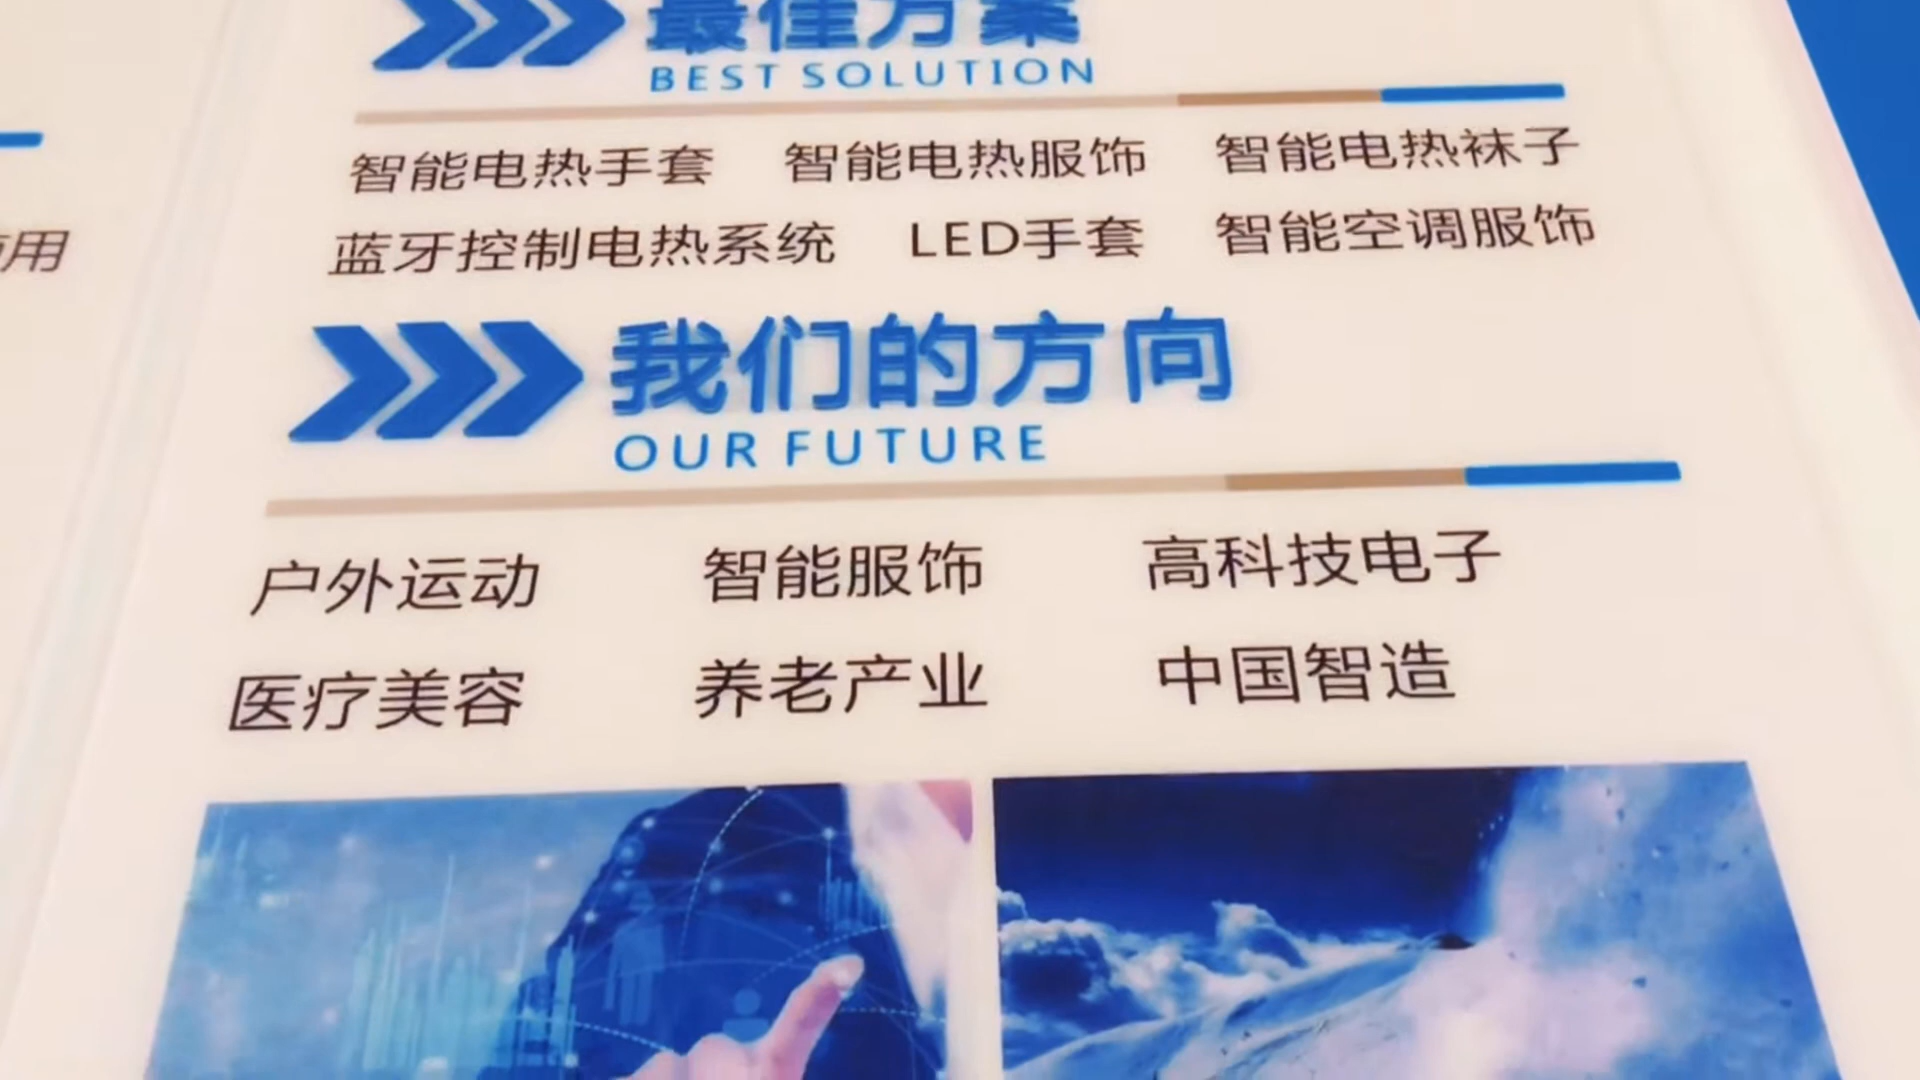 最佳方案
BEST SOLUTION
智能电热手套 智能电热服饰 智能电热袜子
蓝牙控制电热系统 LED手套 智能空调服饰
用
我们的方向
OUR FUTURE
户外运动 智能服饰 高科技电子
医疗美容 养老产业 中国智造